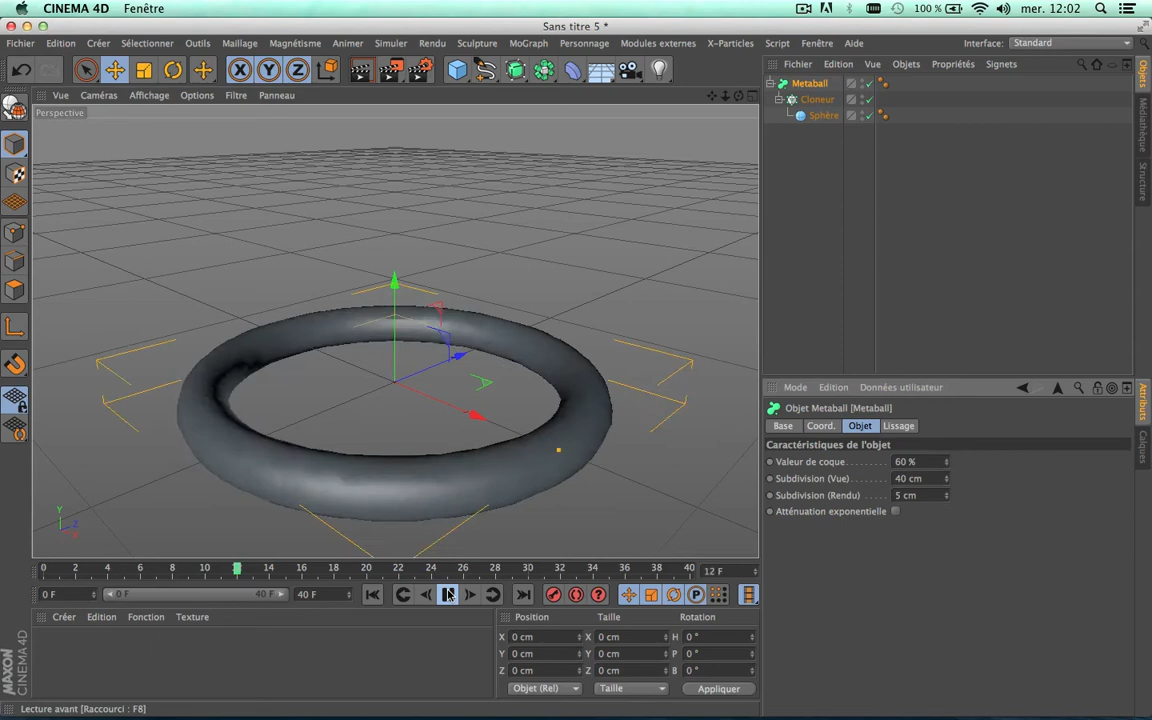 CINEMA 4D Fenêtre 100 % mer. 12:02
Sans titre 5 *
Fichier Edition Créer Sélectionner Outils Maillage Magnétisme Animer Simuler Rendu Sculpture MoGraph Personnage Modules externes X-Particles Script Fenêtre Aide Interface: Standard
Fichier Edition Vue Objets Propriétés Signets
X Y Z
Vue Caméras Affichage Options Filtre Panneau
Perspective
Metaball
Cloneur
Sphère
Objets
Médiathèque
Structure
Mode Edition Données utilisateur
Objet Metaball [Metaball]
Base Coord. Objet Lissage
Caractéristiques de l'objet
Valeur de coque 60 %
Subdivision (Vue) 40 cm
Subdivision (Rendu) 5 cm
Atténuation exponentielle
Attributs
Calques
Y
Z
X
0 2 4 6 8 10 12 14 16 18 20 22 24 26 28 30 32 34 36 38 40 12 F
0 F 0 F 40 F 40 F P
Créer Edition Fonction Texture
Position Taille Rotation
X 0 cm X 0 cm H 0 °
Y 0 cm Y 0 cm P 0 °
Z 0 cm Z 0 cm B 0 °
Objet (Rel) Taille Appliquer
MAXON
CINEMA 4D
Lecture avant [Raccourci : F8]